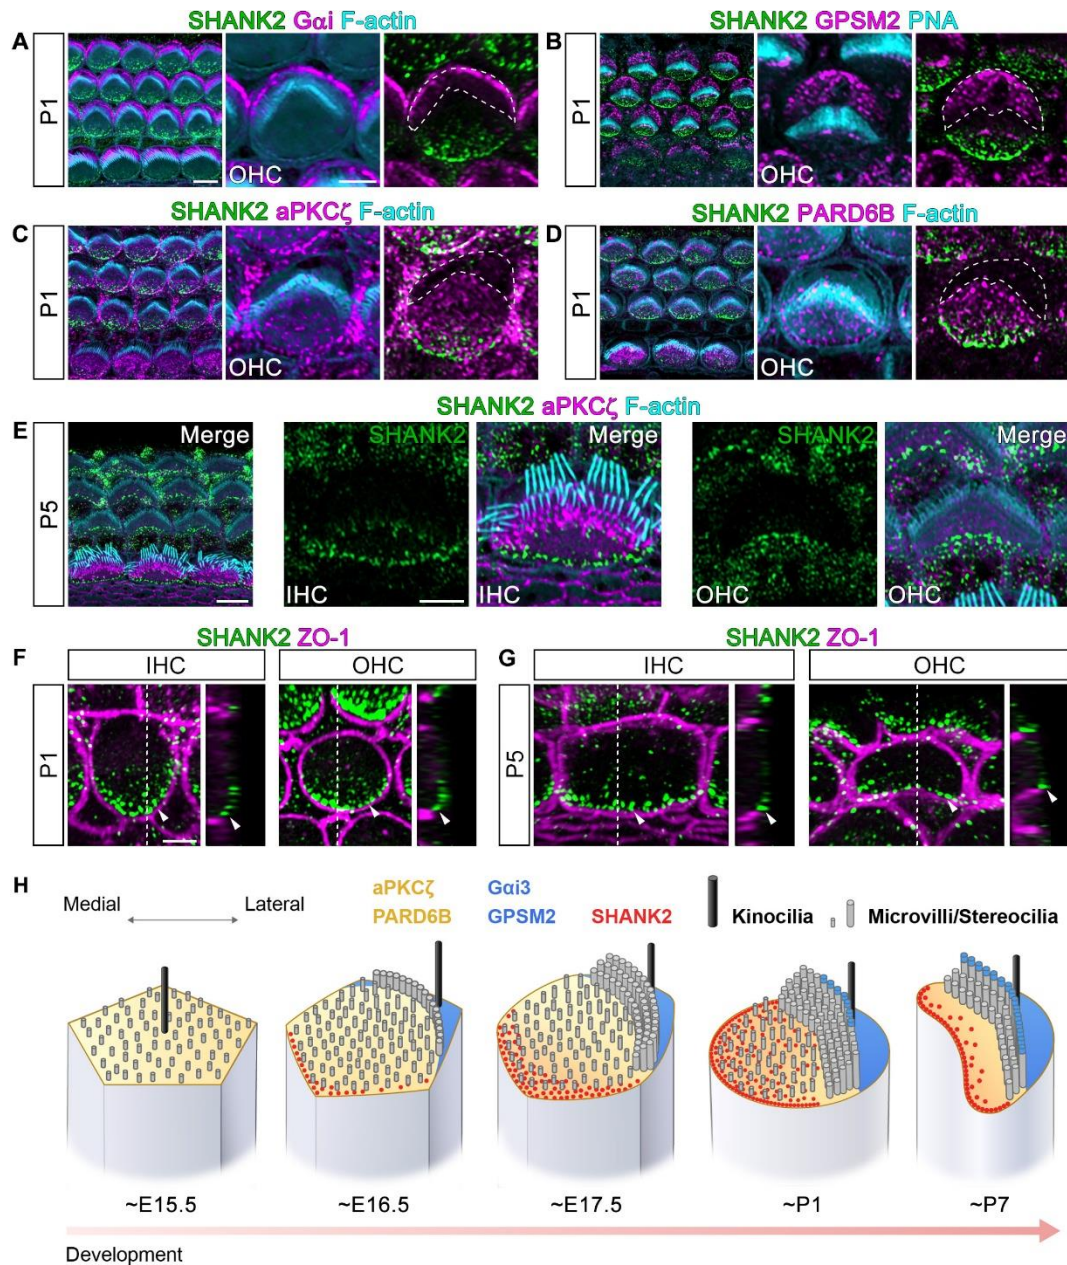 SHANK2 Gαi F-actin
A
P1
OHC
SHANK2 GPSM2 PNA
B
P1
OHC
SHANK2 aPKCζ F-actin
C
P1
OHC
SHANK2 PARD6B F-actin
D
P1
OHC
SHANK2 aPKCζ F-actin
E
P5
Merge
SHANK2
IHC
Merge
IHC
SHANK2
OHC
Merge
OHC
SHANK2 ZO-1
F
IHC
OHC
P1
SHANK2 ZO-1
G
IHC
OHC
P5
H
Medial
Lateral
aPKCζ
Gαi3
PARD6B
GPSM2
SHANK2
Kinocilia
Microvilli/Stereocilia
~E15.5
~E16.5
~E17.5
~P1
~P7
Development